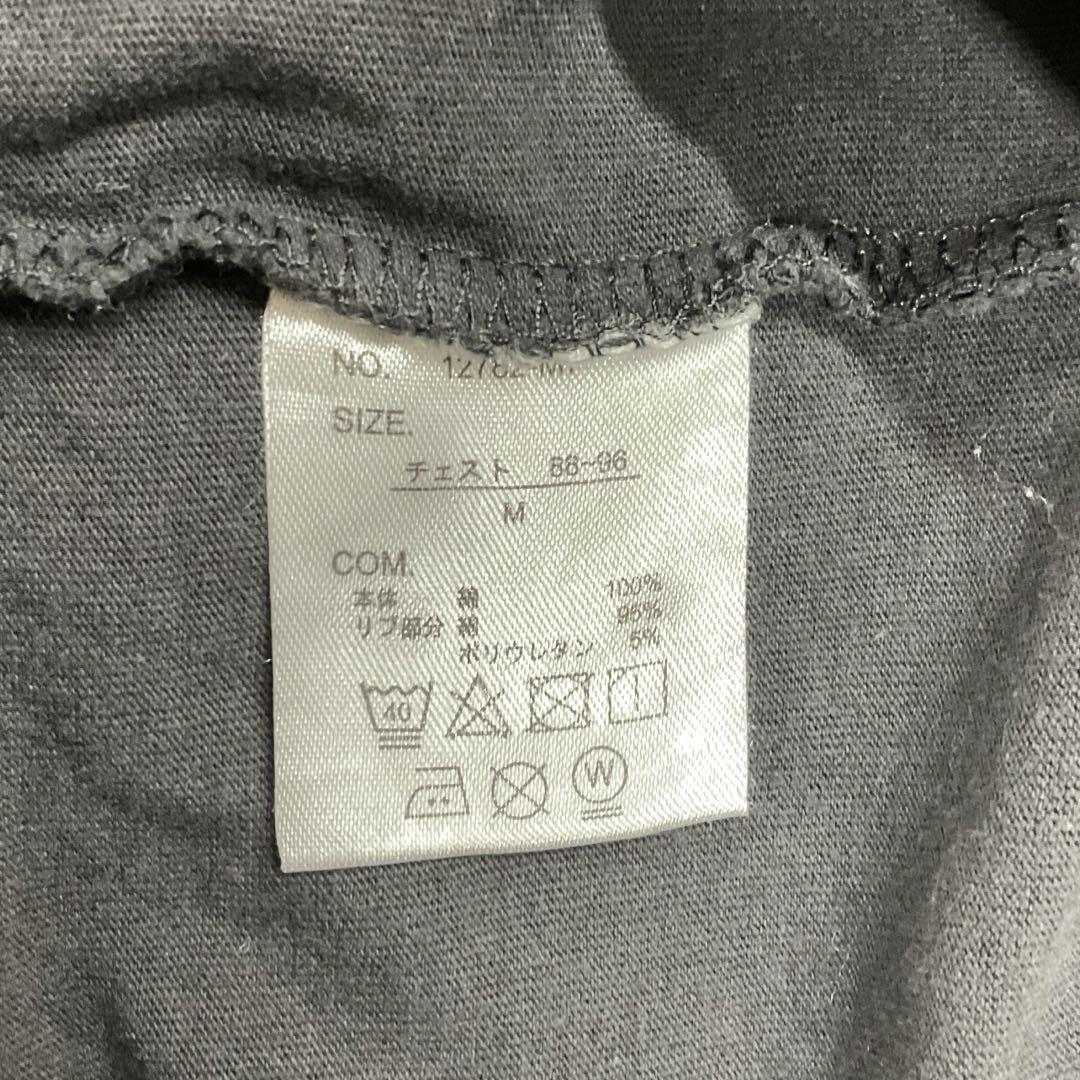 NO.
SIZE.
チェスト 88~96
M
COM.
本体 綿 100%
リブ部分 綿 95%
ポリウレタン 5%
40
W